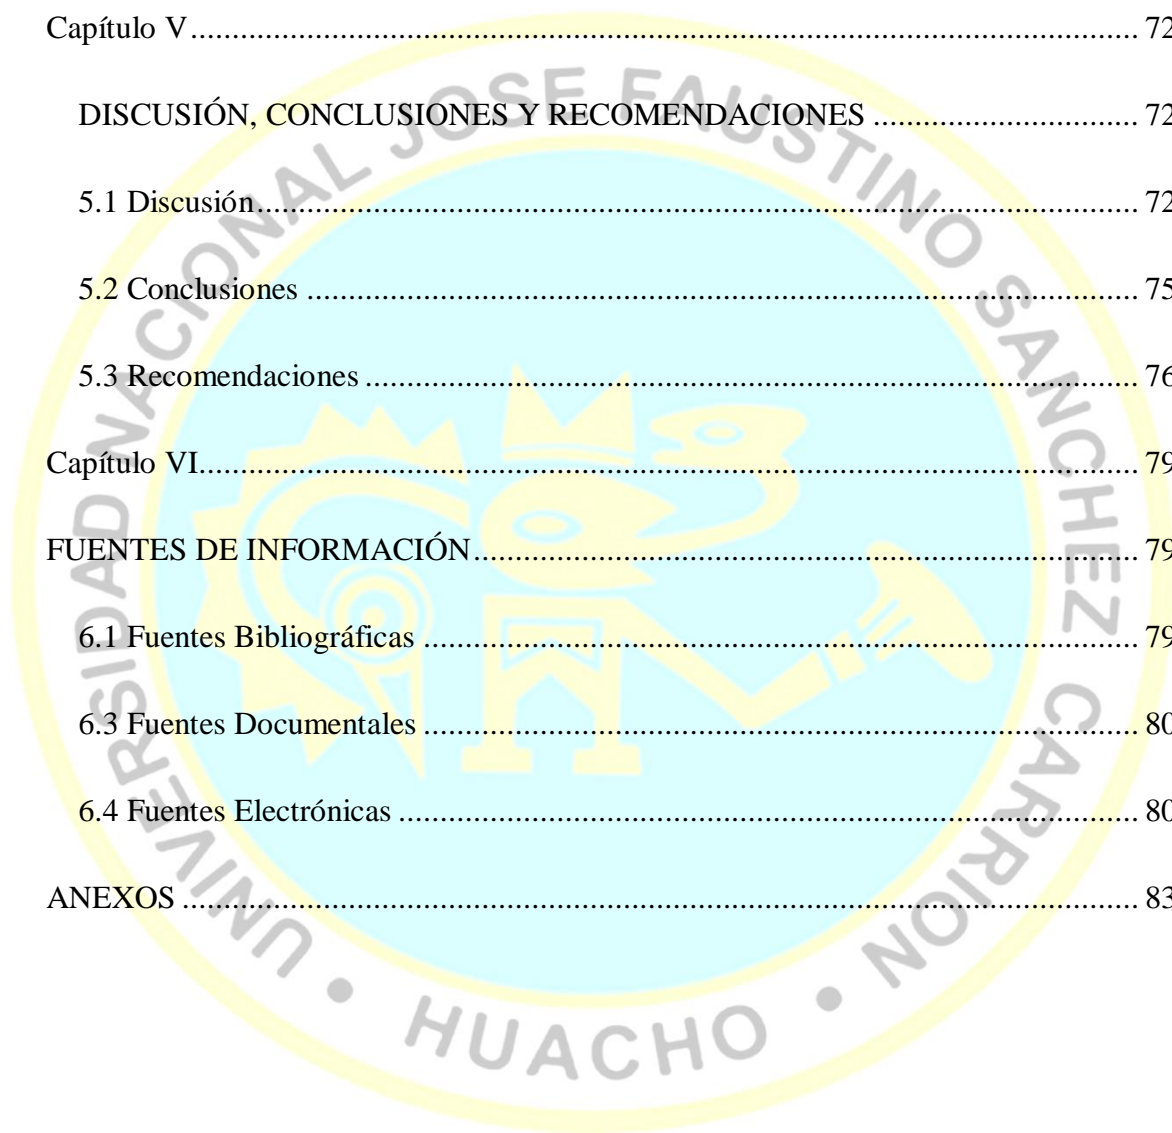 Capítulo V........................................................................................................................ 72
DISCUSIÓN, CONCLUSIONES Y RECOMENDACIONES ................................. 72
5.1 Discusión................................................................................................................ 72
5.2 Conclusiones ......................................................................................................... 75
5.3 Recomendaciones .................................................................................................. 76
Capítulo VI....................................................................................................................... 79
FUENTES DE INFORMACIÓN.................................................................................... 79
6.1 Fuentes Bibliográficas ........................................................................................... 79
6.3 Fuentes Documentales ........................................................................................... 80
6.4 Fuentes Electrónicas .............................................................................................. 80
ANEXOS ......................................................................................................................... 83
UNIVERSIDAD NACIONAL JOSE FAUSTINO SANCHEZ CARRION
• HUACHO •